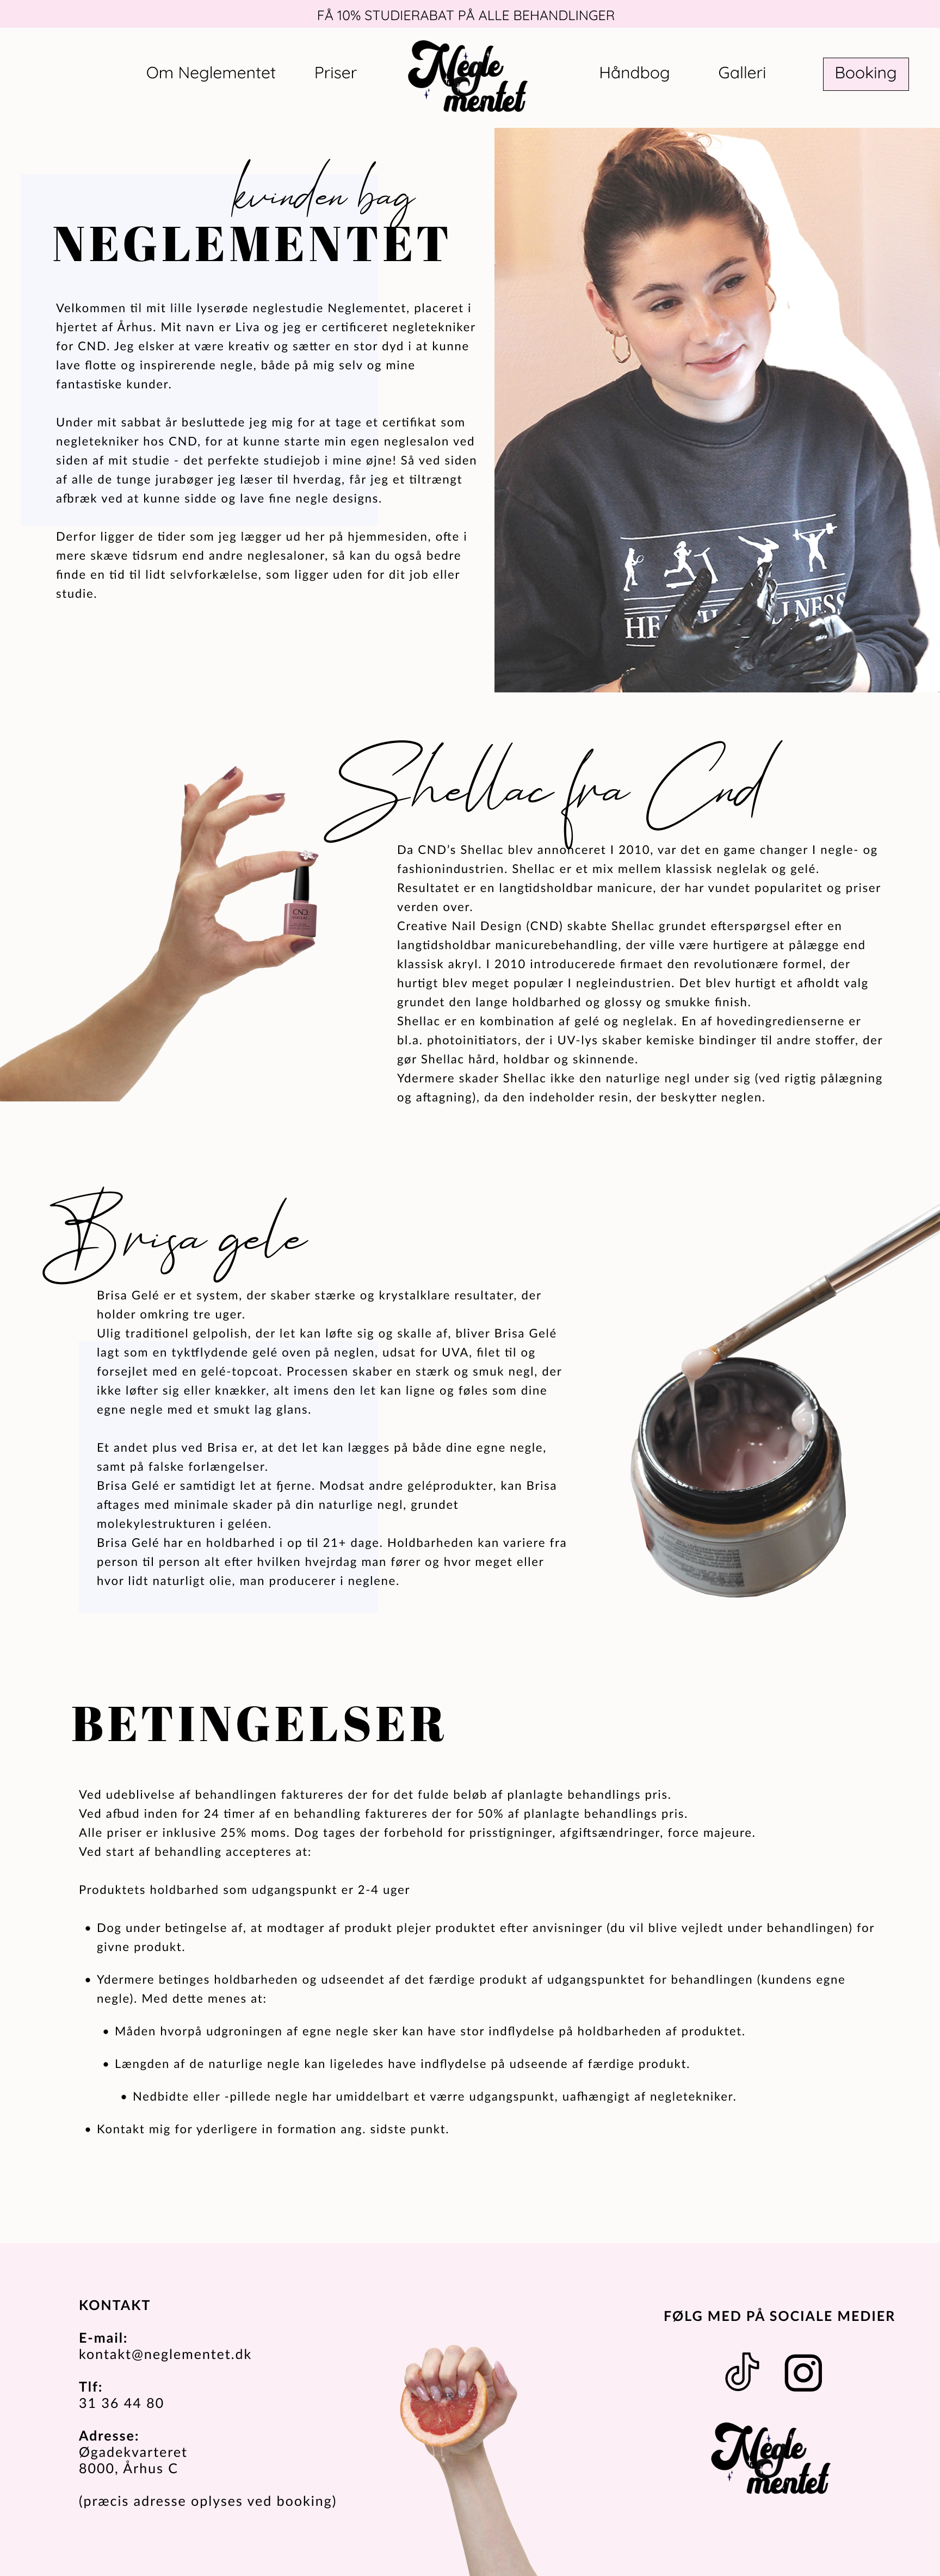 FÅ 10% STUDIERABAT PÅ ALLE BEHANDLINGER
Om Neglementet
Priser
Negle
mentet
Håndbog
Galleri
Booking
kvinden bag
NEGLEMENTET
Velkommen til mit lille lyserøde neglestudie Neglementet, placeret i
hjertet af Århus. Mit navn er Liva og jeg er certificeret negletekniker
for CND. Jeg elsker at være kreativ og sætter en stor dyd i at kunne
lave flotte og inspirerende negle, både på mig selv og mine
fantastiske kunder.
Under mit sabbat år besluttede jeg mig for at tage et certifikat som
negletekniker hos CND, for at kunne starte min egen neglesalon ved
siden af mit studie - det perfekte studiejob i mine øjne! Så ved siden
af alle de tunge jurabøger jeg læser til hverdag, får jeg et tiltrængt
afbræk ved at kunne sidde og lave fine negle designs.
Derfor ligger de tider som jeg lægger ud her på hjemmesiden, ofte i
mere skæve tidsrum end andre neglesaloner, så kan du også bedre
finde en tid til lidt selvforkælelse, som ligger uden for dit job eller
studie.
Shellac fra Cnd
CND
Da CND's Shellac blev annonceret I 2010, var det en game changer I negle- og
fashionindustrien. Shellac er et mix mellem klassisk neglelak og gelé.
Resultatet er en langtidsholdbar manicure, der har vundet popularitet og priser
verden over.
Creative Nail Design (CND) skabte Shellac grundet efterspørgsel efter en
langtidsholdbar manicurebehandling, der ville være hurtigere at pålægge end
klassisk akryl. I 2010 introducerede firmaet den revolutionære formel, der
hurtigt blev meget populær I negleindustrien. Det blev hurtigt et afholdt valg
grundet den lange holdbarhed og glossy og smukke finish.
Shellac er en kombination af gelé og neglelak. En af hovedingredienserne er
bl.a. photoinitiators, der i UV-lys skaber kemiske bindinger til andre stoffer, der
gør Shellac hård, holdbar og skinnende.
Ydermere skader Shellac ikke den naturlige negl under sig (ved rigtig pålægning
og aftagning), da den indeholder resin, der beskytter neglen.
Brisa gele
Brisa Gelé er et system, der skaber stærke og krystalklare resultater, der
holder omkring tre uger.
Ulig traditionel gelpolish, der let kan løfte sig og skalle af, bliver Brisa Gelé
lagt som en tyktflydende gelé oven på neglen, udsat for UVA, filet til og
forsejlet med en gelé-topcoat. Processen skaber en stærk og smuk negl, der
ikke løfter sig eller knækker, alt imens den let kan ligne og føles som dine
egne negle med et smukt lag glans.
Et andet plus ved Brisa er, at det let kan lægges på både dine egne negle,
samt på falske forlængelser.
Brisa Gelé er samtidigt let at fjerne. Modsat andre geléprodukter, kan Brisa
aftages med minimale skader på din naturlige negl, grundet
molekylestrukturen i geléen.
Brisa Gelé har en holdbarhed i op til 21+ dage. Holdbarheden kan variere fra
person til person alt efter hvilken hvejrdag man fører og hvor meget eller
hvor lidt naturligt olie, man producerer i neglene.
BETINGELSER
Ved udeblivelse af behandlingen faktureres der for det fulde beløb af planlagte behandlings pris.
Ved afbud inden for 24 timer af en behandling faktureres der for 50% af planlagte behandlings pris.
Alle priser er inklusive 25% moms. Dog tages der forbehold for prisstigninger, afgiftsændringer, force majeure.
Ved start af behandling accepteres at:
Produktets holdbarhed som udgangspunkt er 2-4 uger
• Dog under betingelse af, at modtager af produkt plejer produktet efter anvisninger (du vil blive vejledt under behandlingen) for
givne produkt.
• Ydermere betinges holdbarheden og udseendet af det færdige produkt af udgangspunktet for behandlingen (kundens egne
negle). Med dette menes at:
• Måden hvorpå udgroningen af egne negle sker kan have stor indflydelse på holdbarheden af produktet.
• Længden af de naturlige negle kan ligeledes have indflydelse på udseende af færdige produkt.
• Nedbidte eller -pillede negle har umiddelbart et værre udgangspunkt, uafhængigt af negletekniker.
• Kontakt mig for yderligere in formation ang. sidste punkt.
KONTAKT
E-mail:
kontakt@neglementet.dk
Tlf:
31 36 44 80
Adresse:
Øgadekvarteret
8000, Århus C
(præcis adresse oplyses ved booking)
FØLG MED PÅ SOCIALE MEDIER
Negle
mentet